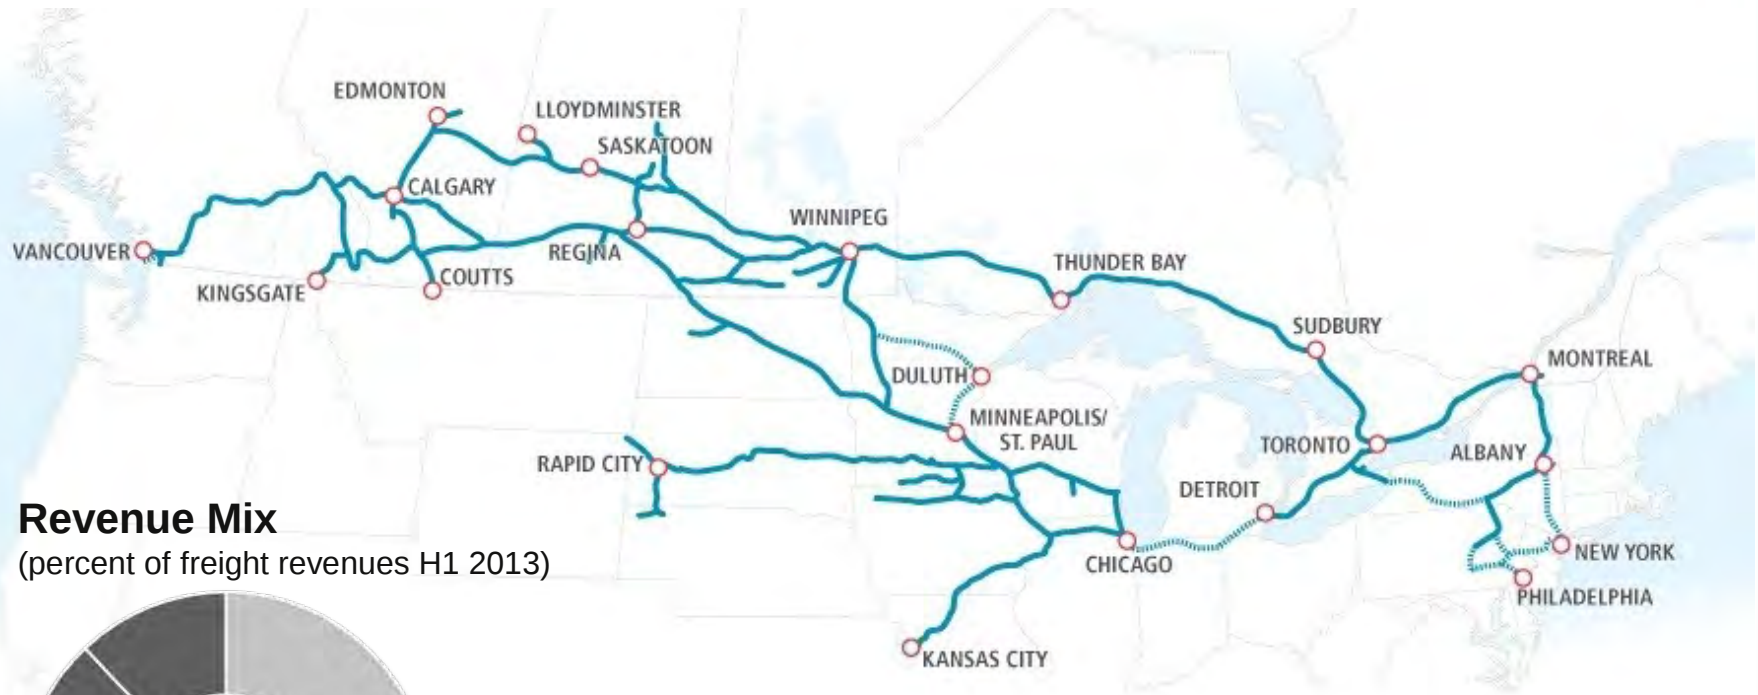 EDMONTON
LLOYDMINSTER
SASKATOON
CALGARY
WINNIPEG
VANCOUVER
REGINA
THUNDER BAY
COUTTS
KINGSGATE
SUDBURY
MONTREAL
DULUTH
MINNEAPOLIS/
ST. PAUL
TORONTO
ALBANY
RAPID CITY
DETROIT
Revenue Mix
(percent of freight revenues H1 2013)
CHICAGO
NEW YORK
PHILADELPHIA
KANSAS CITY